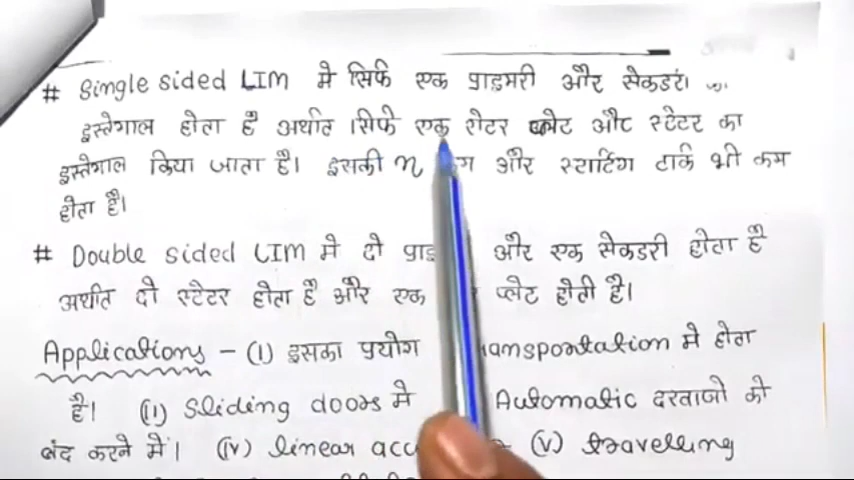 # Single sided LIM मे सिर्फ एक प्राइमरी और सेकडरी
इस्तेमाल होता है अर्थात सिर्फ एक रोटर प्लेट और स्टेटर का
इस्तेमाल किया जाता है। इसकी η और स्टार्टिंग टार्क भी कम
होता है।
# Double sided LIM मे दो और एक सेकडरी होता है
अर्थात दो स्टेटर होता है और एक प्लेट होती है।
Applications - (i) इसका प्रयोग मे होता
है। (ii) Sliding doors मे Automatic दरवाजो को
बंद करने में। (iv) linear (v) travelling